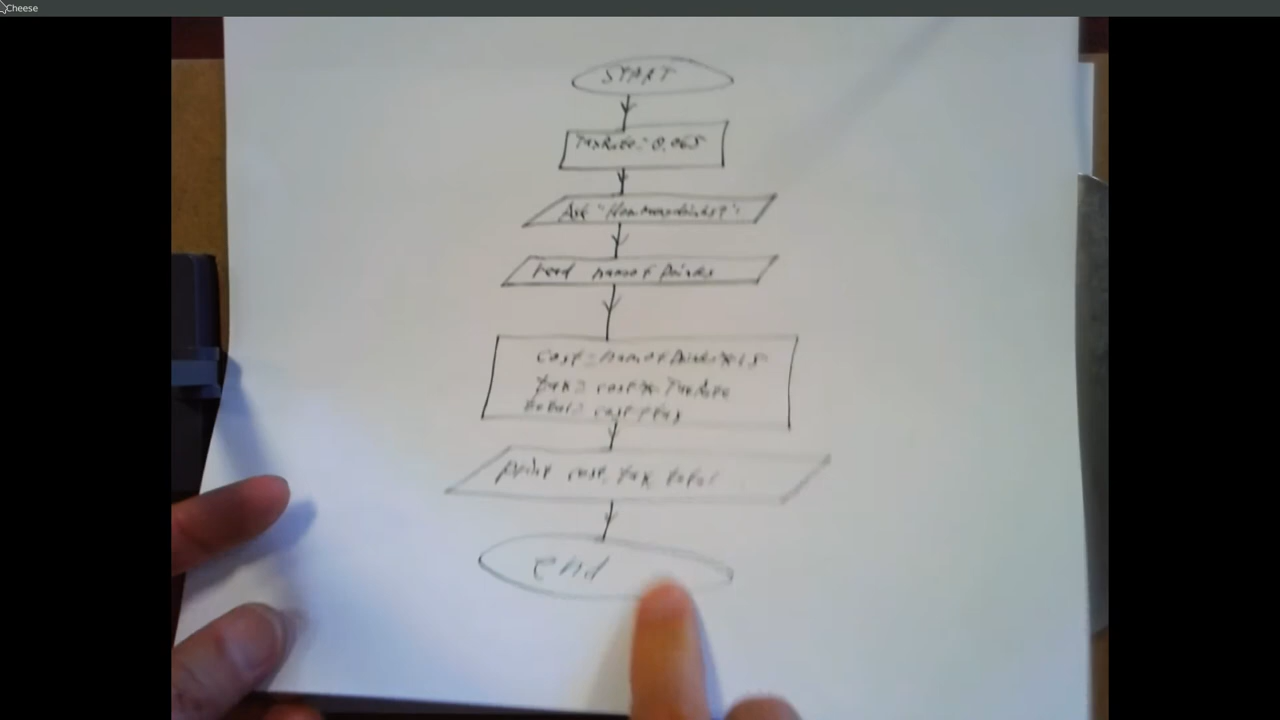 Cheese
START
TaxRate = 0.065
Ask "How many drinks?":
read numOfDrinks
cost = numOfDrinks * 1.5
tax = cost * TaxRate
total = cost + tax
print cost, tax, total
end